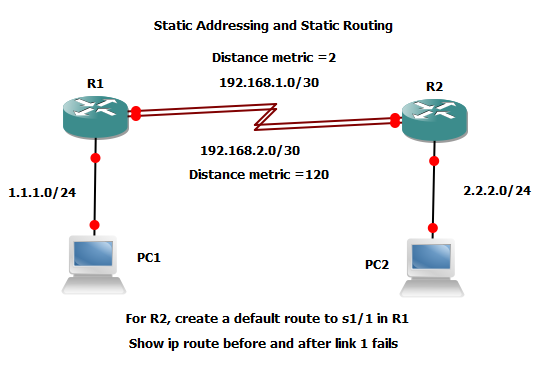 Static Addressing and Static Routing
Distance metric =2
192.168.1.0/30
R1
R2
192.168.2.0/30
Distance metric =120
1.1.1.0/24
2.2.2.0/24
PC1
PC2
For R2, create a default route to s1/1 in R1
Show ip route before and after link 1 fails